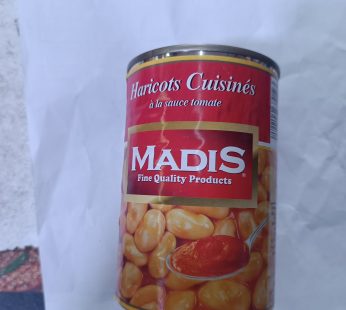 Haricots Cuisinés
à la sauce tomate
MADIS®
Fine Quality Products